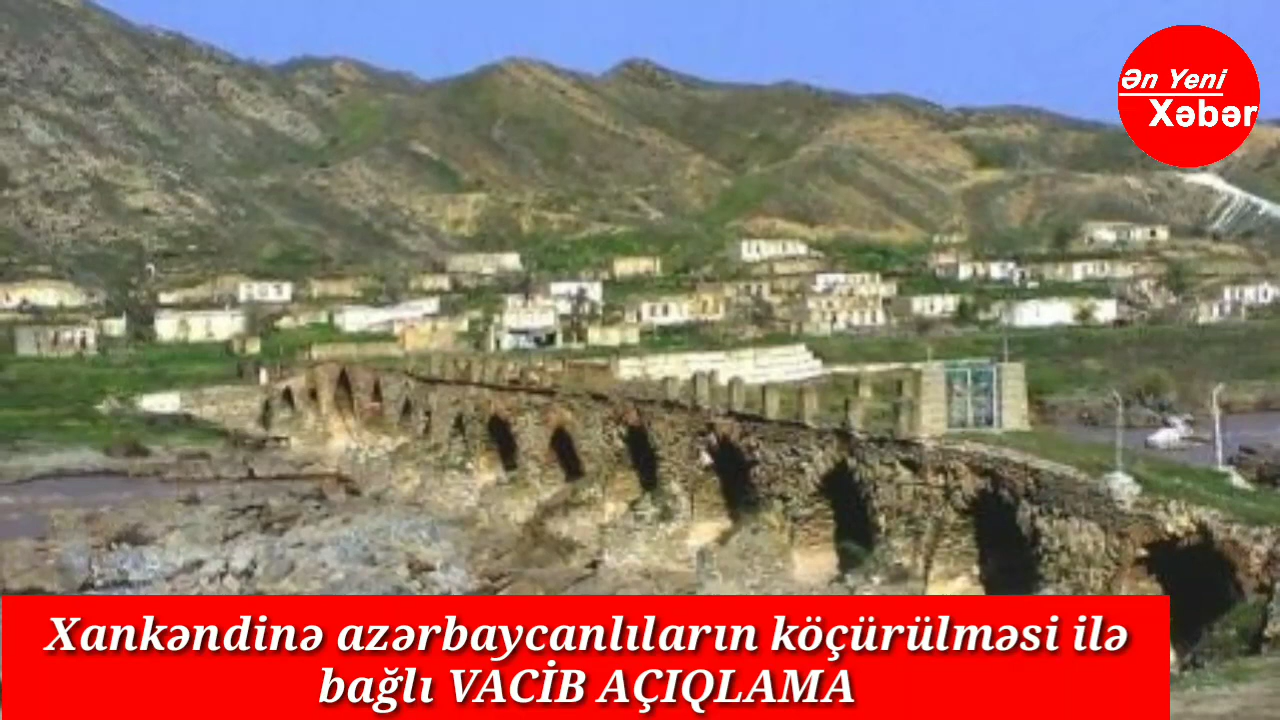 Ən Yeni
Xəbər
Xankəndinə azərbaycanlıların köçürülməsi ilə
bağlı VACİB AÇIQLAMA